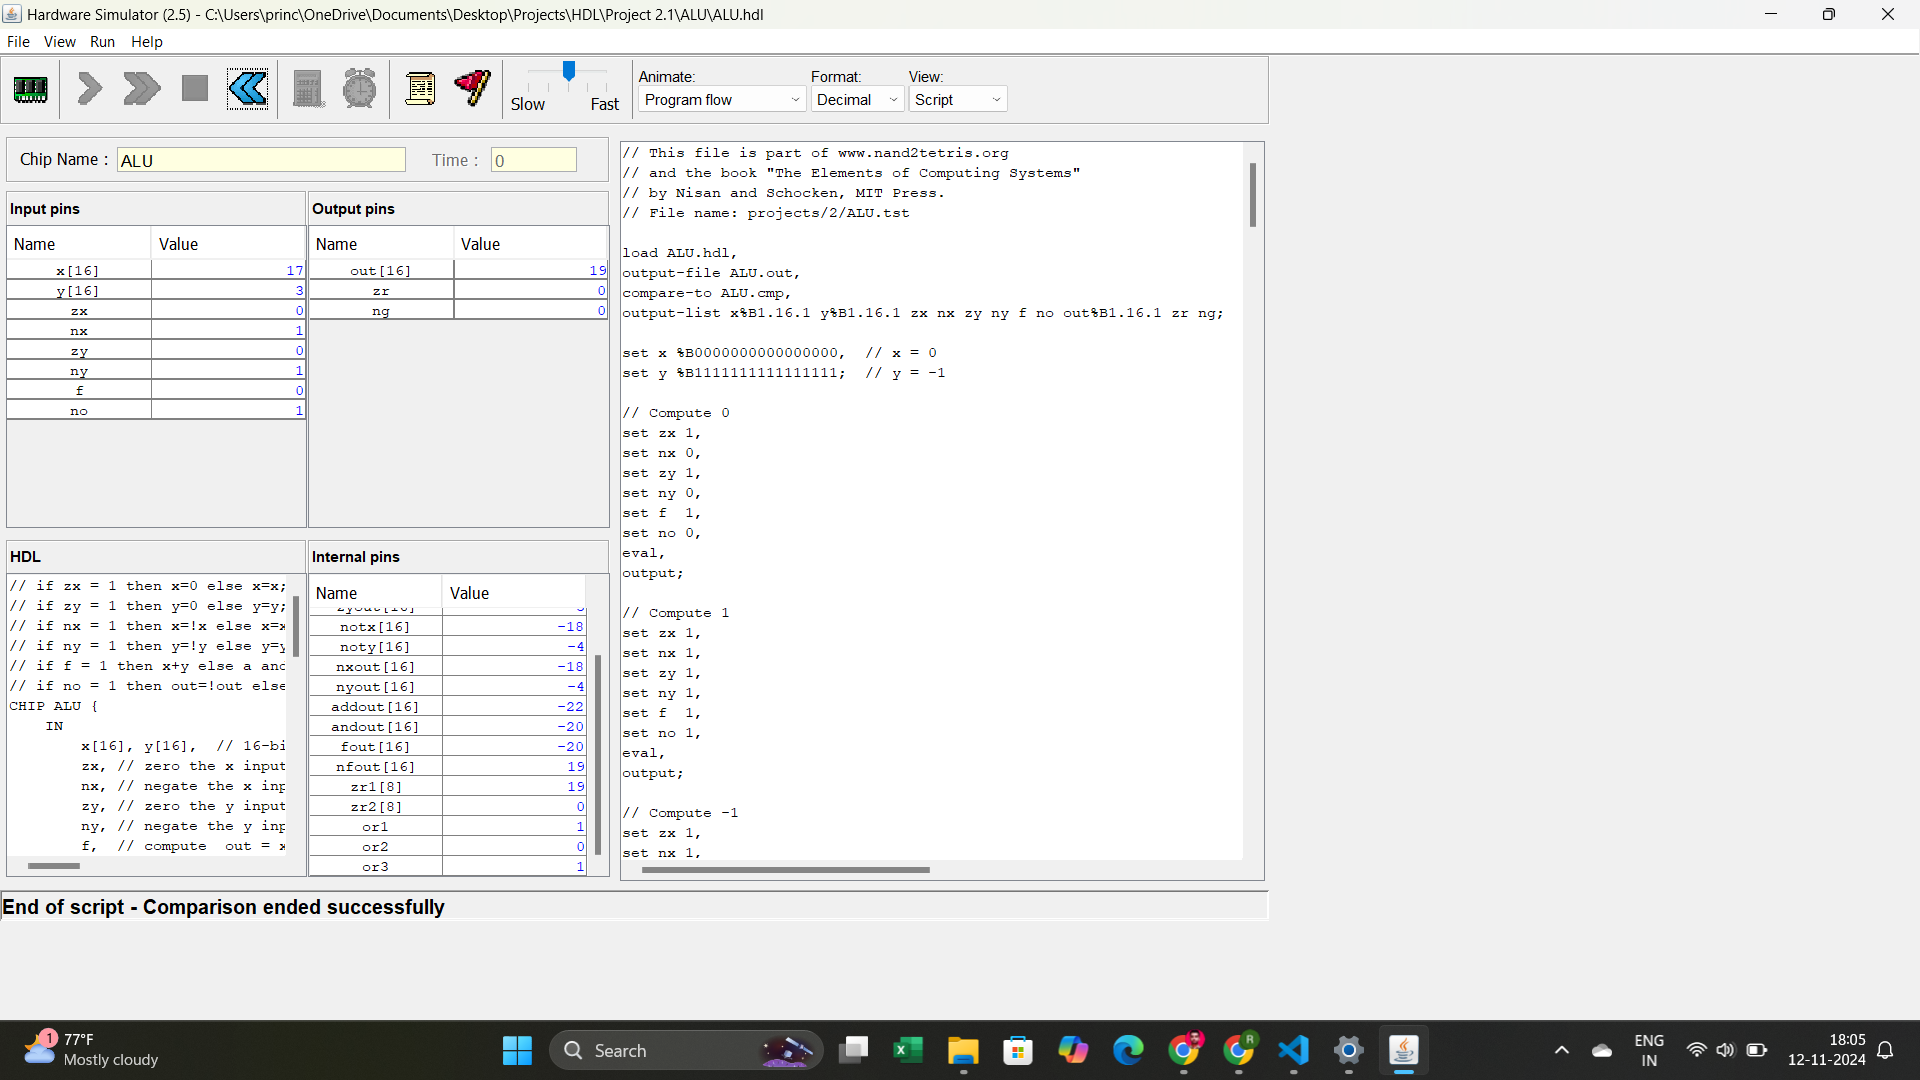 Hardware Simulator (2.5) - C:\Users\princ\OneDrive\Documents\Desktop\Projects\HDL\Project 2.1\ALU\ALU.hdl
File View Run Help
Slow Fast
Animate: Format: View:
Program flow Decimal Script
Chip Name : ALU Time : 0
Input pins
Name Value
x[16] 17
y[16] 3
zx 0
nx 1
zy 0
ny 1
f 0
no 1
Output pins
Name Value
out[16] 19
zr 0
ng 0
HDL
// if zx = 1 then x=0 else x=x;
// if zy = 1 then y=0 else y=y;
// if nx = 1 then x=!x else x=x
// if ny = 1 then y=!y else y=y
// if f = 1 then x+y else a and
// if no = 1 then out=!out else
CHIP ALU {
IN
x[16], y[16], // 16-bi
zx, // zero the x input
nx, // negate the x inp
zy, // zero the y input
ny, // negate the y inp
f, // compute out = x
Internal pins
Name Value
notx[16] -18
noty[16] -4
nxout[16] -18
nyout[16] -4
addout[16] -22
andout[16] -20
fout[16] -20
nfout[16] 19
zr1[8] 19
zr2[8] 0
or1 1
or2 0
or3 1
// This file is part of www.nand2tetris.org
// and the book "The Elements of Computing Systems"
// by Nisan and Schocken, MIT Press.
// File name: projects/2/ALU.tst
load ALU.hdl,
output-file ALU.out,
compare-to ALU.cmp,
output-list x%B1.16.1 y%B1.16.1 zx nx zy ny f no out%B1.16.1 zr ng;
set x %B0000000000000000, // x = 0
set y %B1111111111111111; // y = -1
// Compute 0
set zx 1,
set nx 0,
set zy 1,
set ny 0,
set f 1,
set no 0,
eval,
output;
// Compute 1
set zx 1,
set nx 1,
set zy 1,
set ny 1,
set f 1,
set no 1,
eval,
output;
// Compute -1
set zx 1,
set nx 1,
End of script - Comparison ended successfully
1
77°F
Mostly cloudy
Search
R
ENG
IN
18:05
12-11-2024